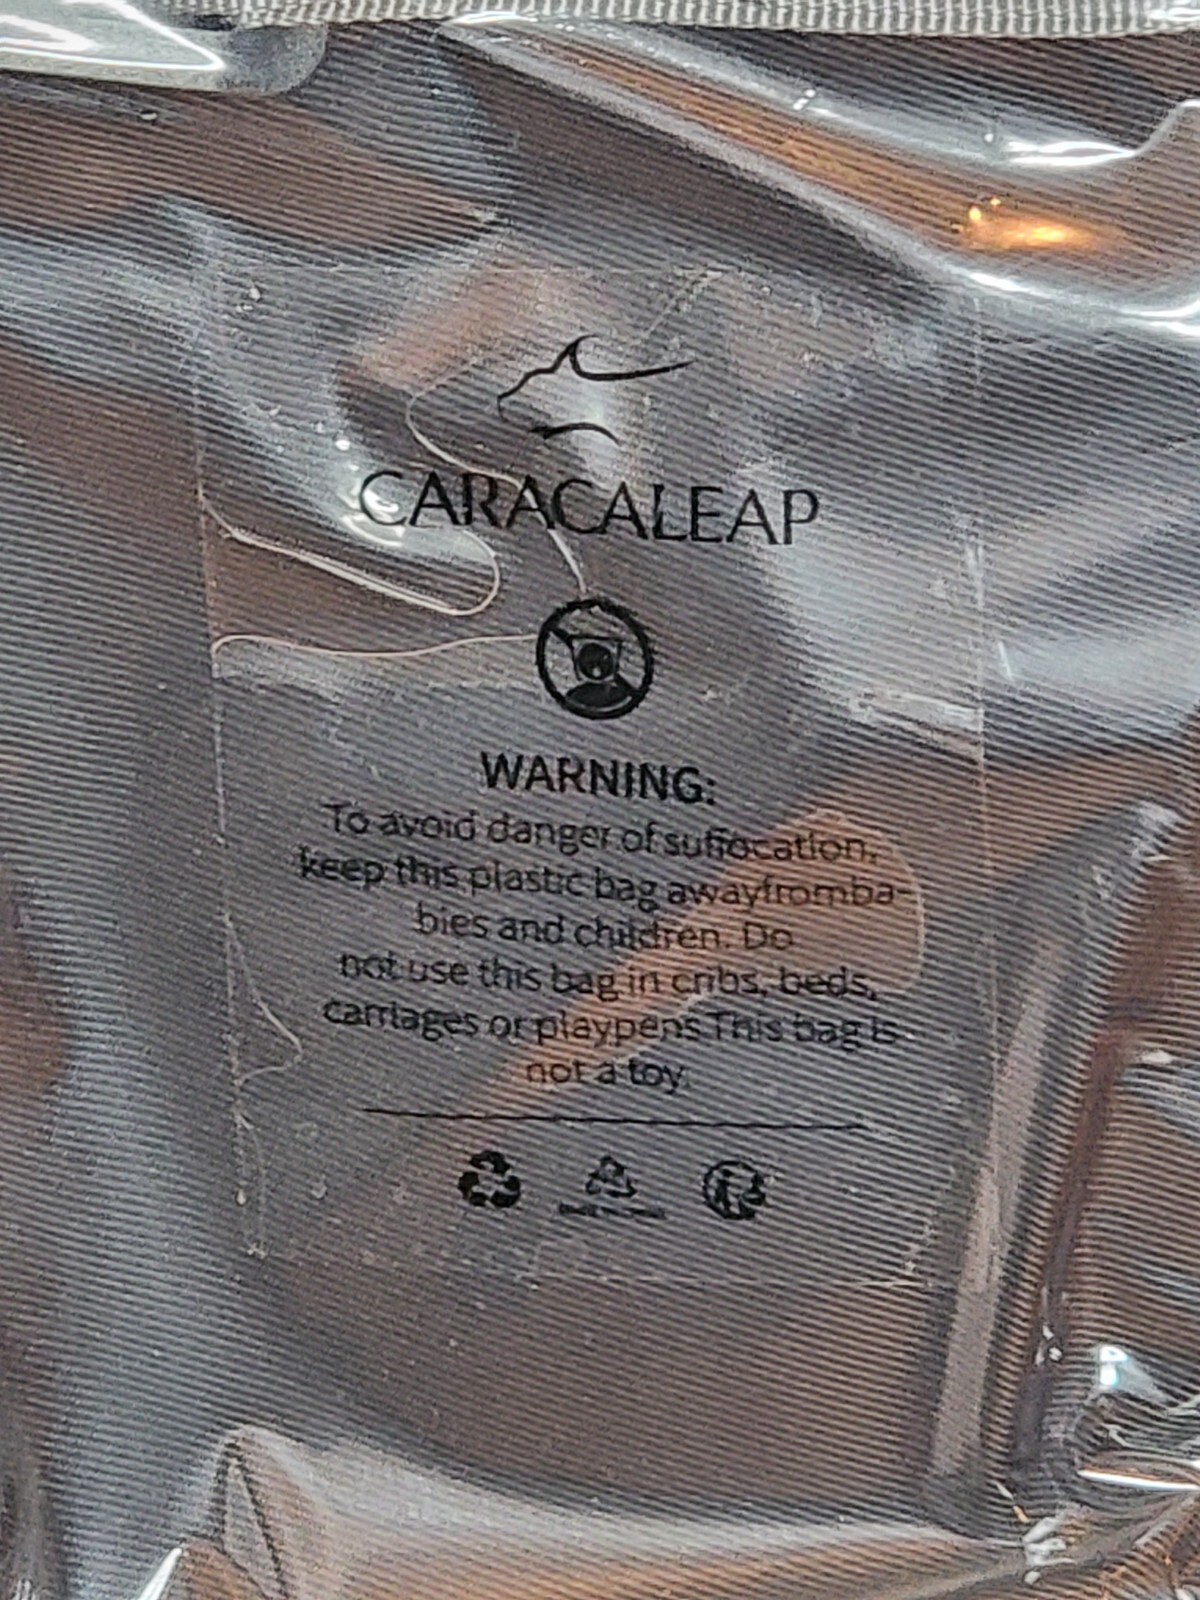 CARACALEAP
WARNING:
To avoid danger of suffocation,
keep this plastic bag awayfromba-
bies and children. Do
not use this bag in cribs, beds,
carriages or playpens.This bag is
not a toy.